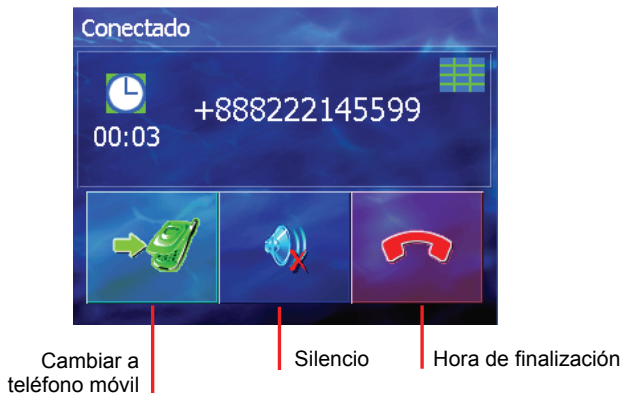 Conectado
+888222145599
00:03
Cambiar a
teléfono móvil
Silencio
Hora de finalización